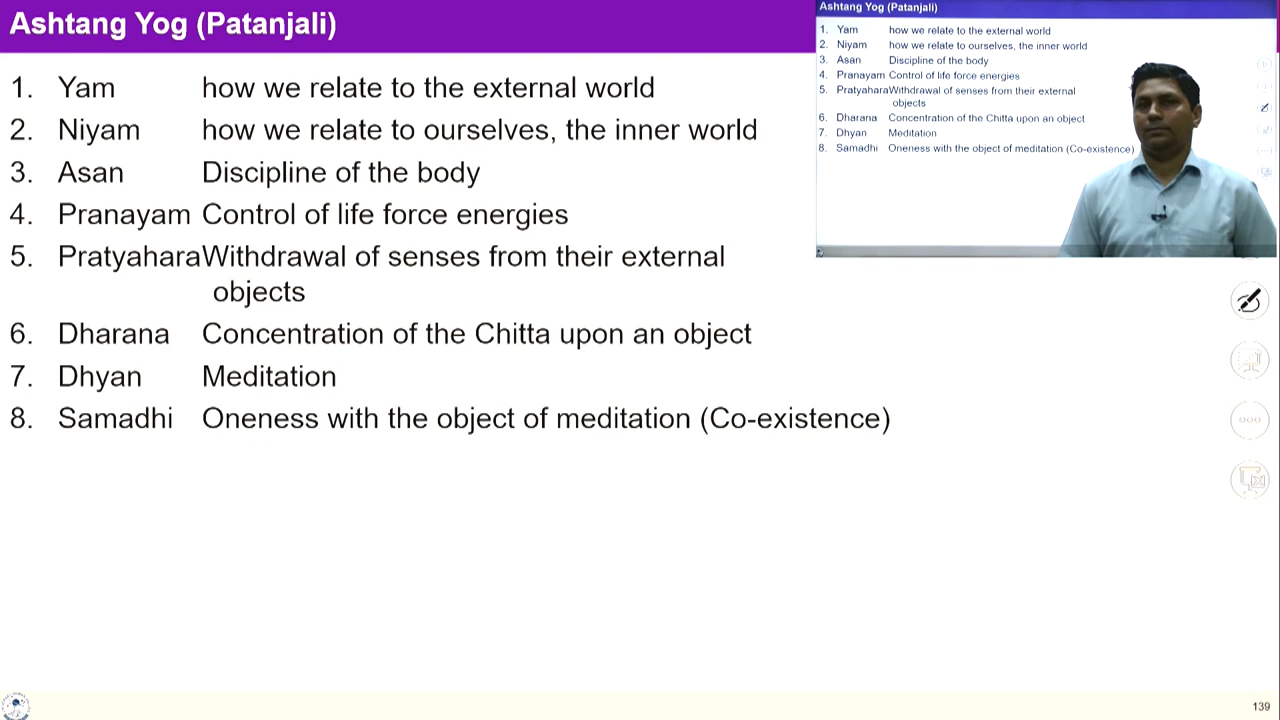 Ashtang Yog (Patanjali)
1. Yam how we relate to the external world
2. Niyam how we relate to ourselves, the inner world
3. Asan Discipline of the body
4. Pranayam Control of life force energies
5. Pratyahara Withdrawal of senses from their external
objects
6. Dharana Concentration of the Chitta upon an object
7. Dhyan Meditation
8. Samadhi Oneness with the object of meditation (Co-existence)
Ashtang Yog (Patanjali)
1. Yam how we relate to the external world
2. Niyam how we relate to ourselves, the inner world
3. Asan Discipline of the body
4. Pranayam Control of life force energies
5. Pratyahara Withdrawal of senses from their external
objects
6. Dharana Concentration of the Chitta upon an object
7. Dhyan Meditation
8. Samadhi Oneness with the object of meditation (Co-existence)
139